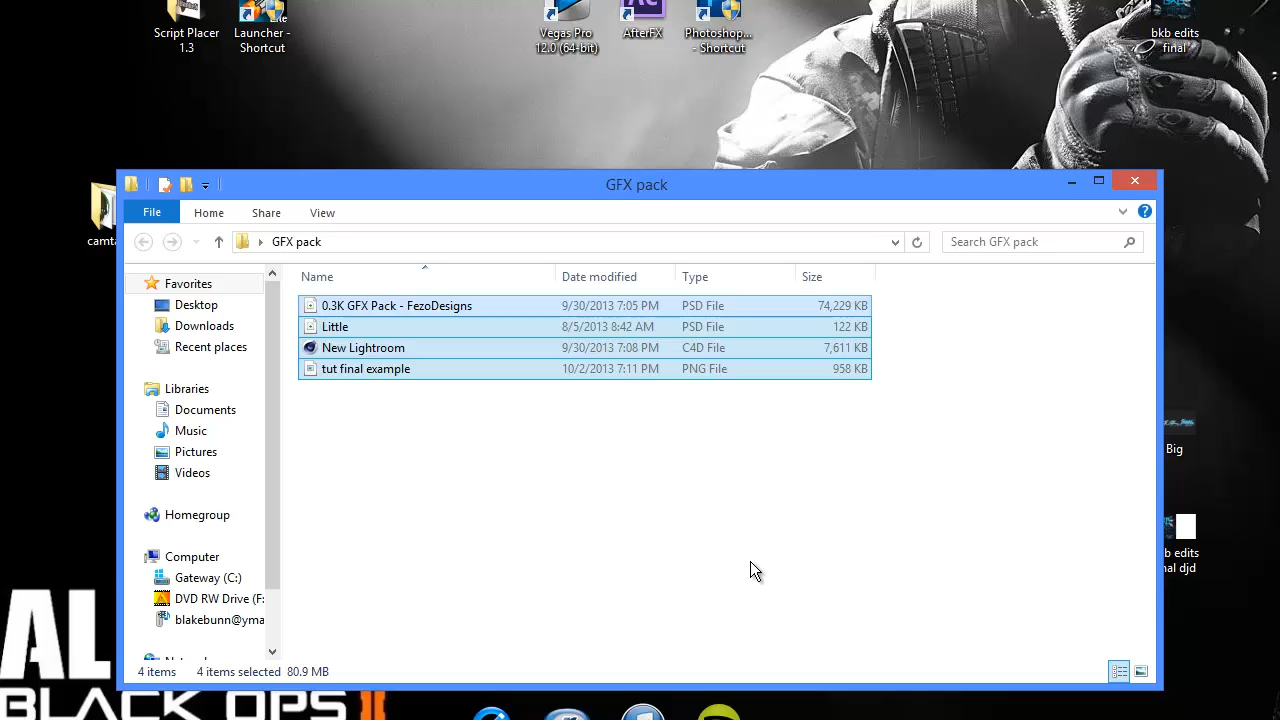 Script Placer
1.3
Launcher -
Shortcut
Vegas Pro
12.0 (64-bit)
AfterFX
Photoshop...
- Shortcut
bkb edits
final
GFX pack
File
Home
Share
View
GFX pack
Search GFX pack
Name
Date modified
Type
Size
0.3K GFX Pack - FezoDesigns
9/30/2013 7:05 PM
PSD File
74,229 KB
Little
8/5/2013 8:42 AM
PSD File
122 KB
New Lightroom
9/30/2013 7:08 PM
C4D File
7,611 KB
tut final example
10/2/2013 7:11 PM
PNG File
958 KB
Favorites
Desktop
Downloads
Recent places
Libraries
Documents
Music
Pictures
Videos
Homegroup
Computer
Gateway (C:)
DVD RW Drive (F:
blakebunn@yma
4 items
4 items selected
80.9 MB
camta
Big
b edits
nal djd
AL
BLACK OPS II